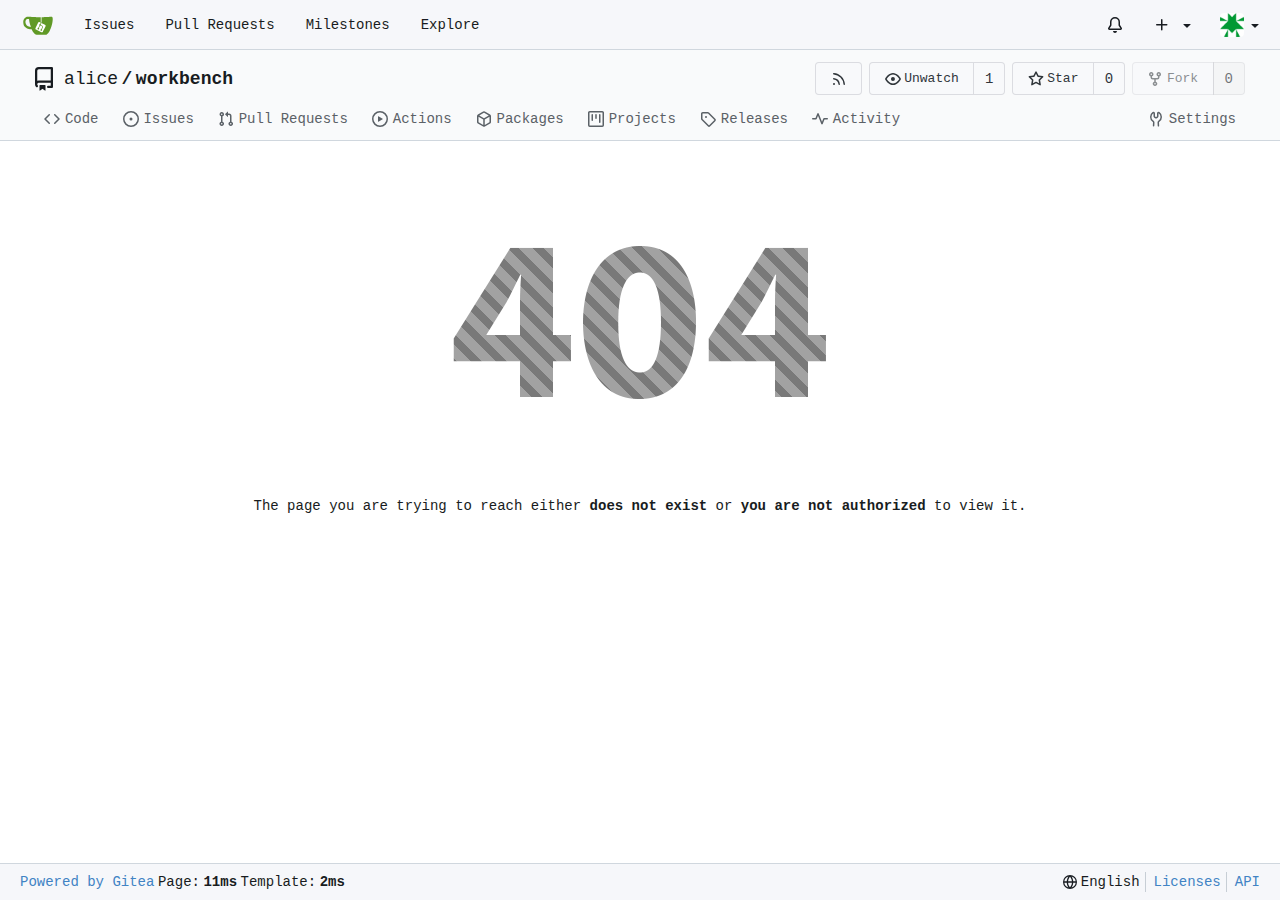 Issues Pull Requests Milestones Explore
alice / workbench Unwatch 1 Star 0 Fork 0
Code Issues Pull Requests Actions Packages Projects Releases Activity Settings
404
The page you are trying to reach either does not exist or you are not authorized to view it.
Powered by Gitea Page: 11ms Template: 2ms English Licenses API